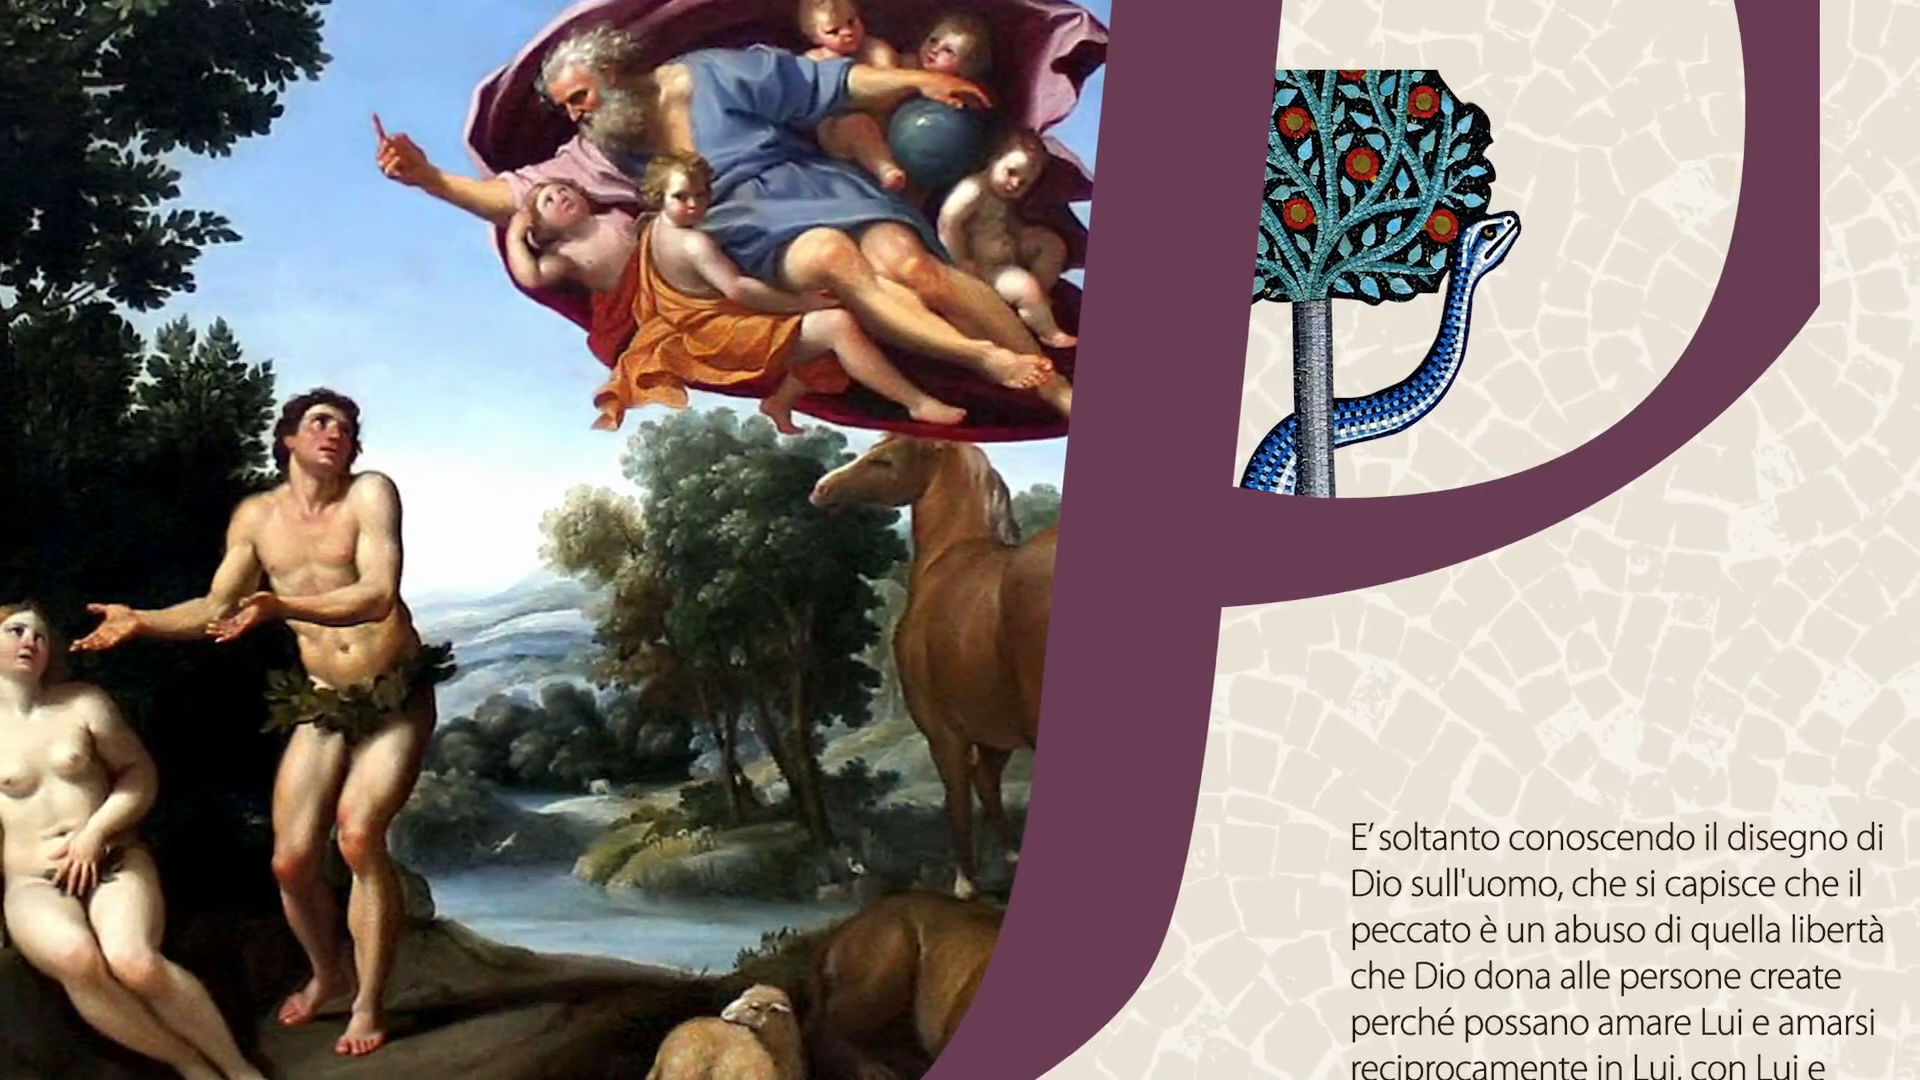 P
E' soltanto conoscendo il disegno di
Dio sull'uomo, che si capisce che il
peccato è un abuso di quella libertà
che Dio dona alle persone create
perché possano amare Lui e amarsi
reciprocamente in Lui, con Lui e